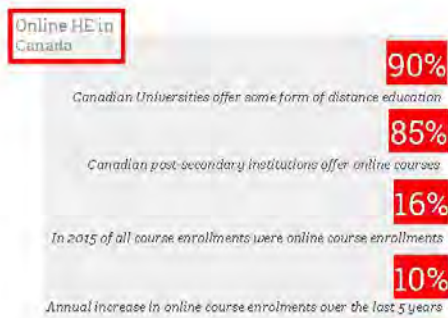 Online HE in
Canada
90%
Canadian Universities offer some form of distance education
85%
Canadian post-secondary institutions offer online courses
16%
In 2015 of all course enrollments were online course enrollments
10%
Annual increase in online course enrolments over the last 5 years